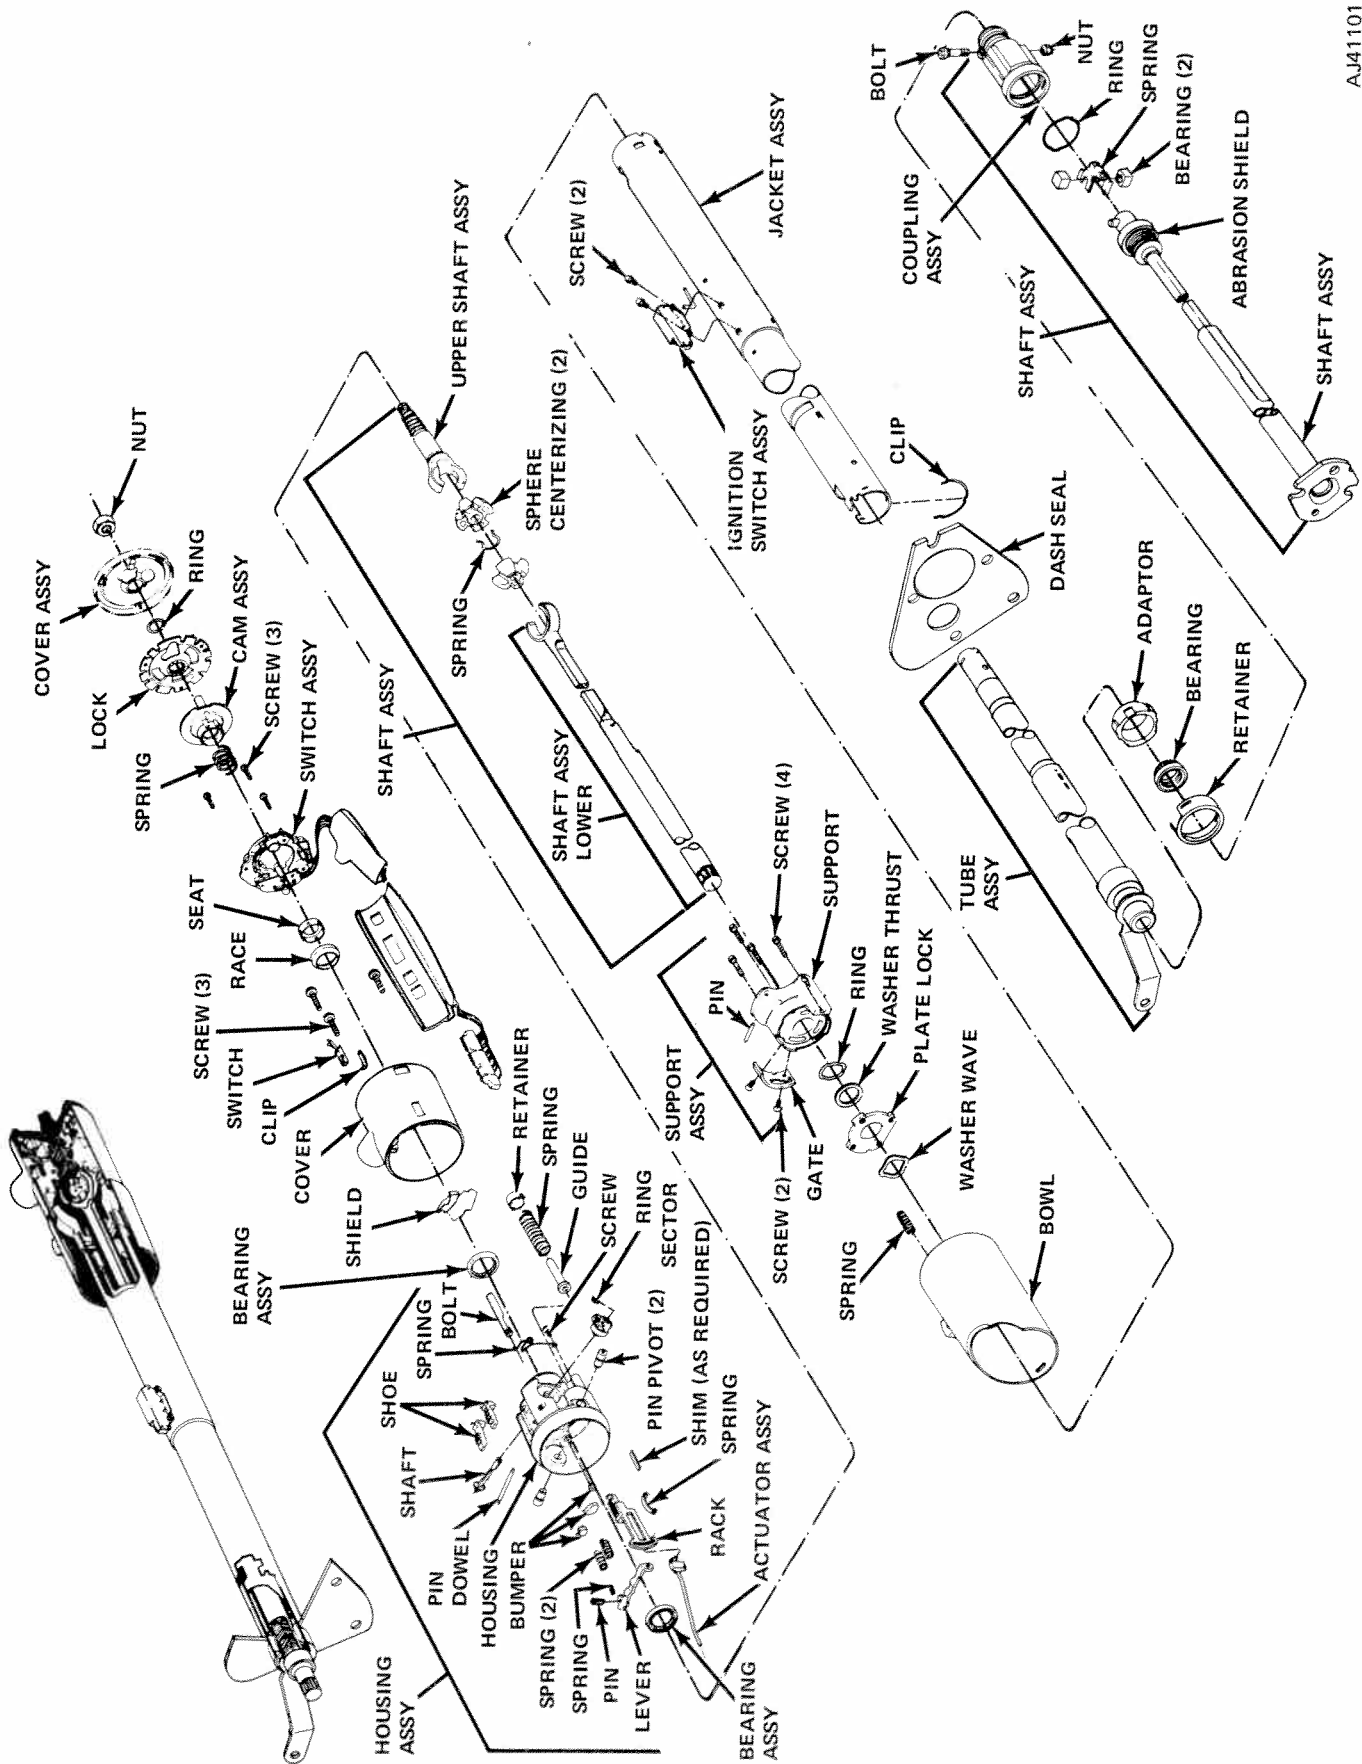 COVER ASSY
NUT
LOCK
RING
CAM ASSY
SPRING
SCREW (3)
SWITCH ASSY
SEAT
RACE
SCREW (3)
SWITCH
CLIP
COVER
SHIELD
BEARING
ASSY
RETAINER
SPRING
GUIDE
SCREW
RING
SECTOR
BOLT
SPRING
SHOE
SHAFT
PIN
DOWEL
HOUSING
BUMPER
SPRING (2)
SPRING
PIN
LEVER
BEARING
ASSY
HOUSING
ASSY
PIN PIVOT (2)
SHIM (AS REQUIRED)
SPRING
RACK
ACTUATOR ASSY
UPPER SHAFT ASSY
SPHERE
CENTERIZING (2)
SPRING
SHAFT ASSY
SHAFT ASSY
LOWER
SCREW (4)
SUPPORT
PIN
SUPPORT
ASSY
RING
WASHER THRUST
PLATE LOCK
WASHER WAVE
SCREW (2)
GATE
SPRING
BOWL
SCREW (2)
JACKET ASSY
IGNITION
SWITCH ASSY
CLIP
DASH SEAL
TUBE
ASSY
ADAPTOR
BEARING
RETAINER
BOLT
NUT
RING
SPRING
BEARING (2)
COUPLING
ASSY
ABRASION SHIELD
SHAFT ASSY
SHAFT ASSY
AJ41101